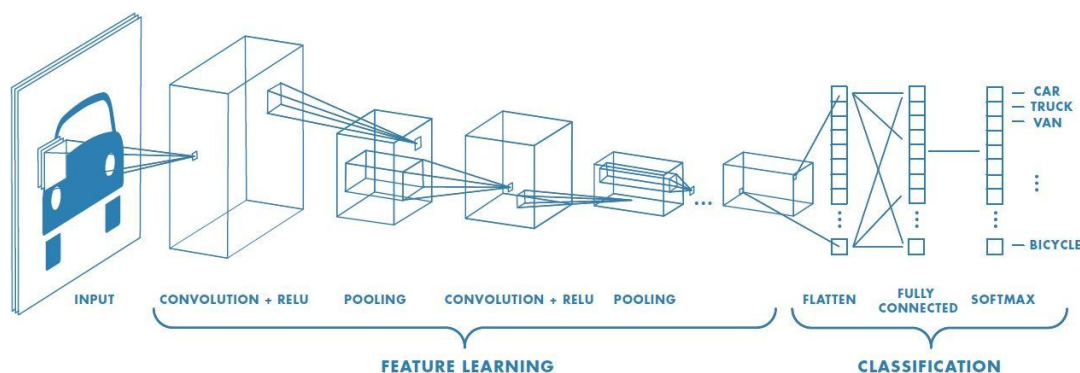 CAR
TRUCK
VAN
BICYCLE
INPUT
CONVOLUTION + RELU
POOLING
CONVOLUTION + RELU
POOLING
FLATTEN
FULLY
CONNECTED
SOFTMAX
FEATURE LEARNING
CLASSIFICATION